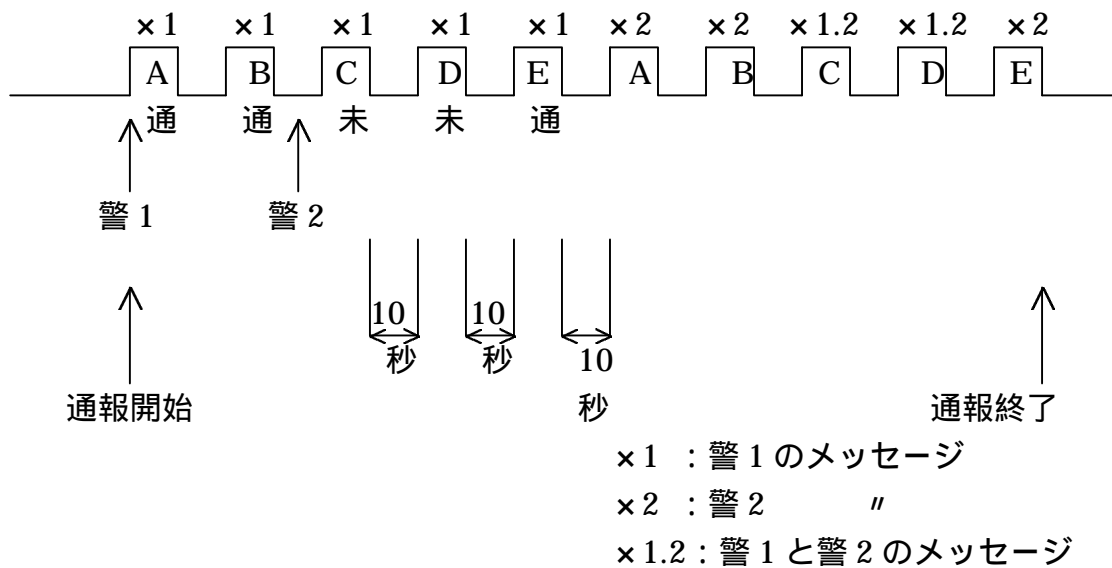 ×1 ×1 ×1 ×1 ×1 ×2 ×2 ×1.2 ×1.2 ×2
A B C D E A B C D E
通 通 未 未 通
警1 警2
10 10
秒 秒 10
通報開始 秒 通報終了
×1 :警1のメッセージ
×2 :警2 〃
×1.2:警1と警2のメッセージ